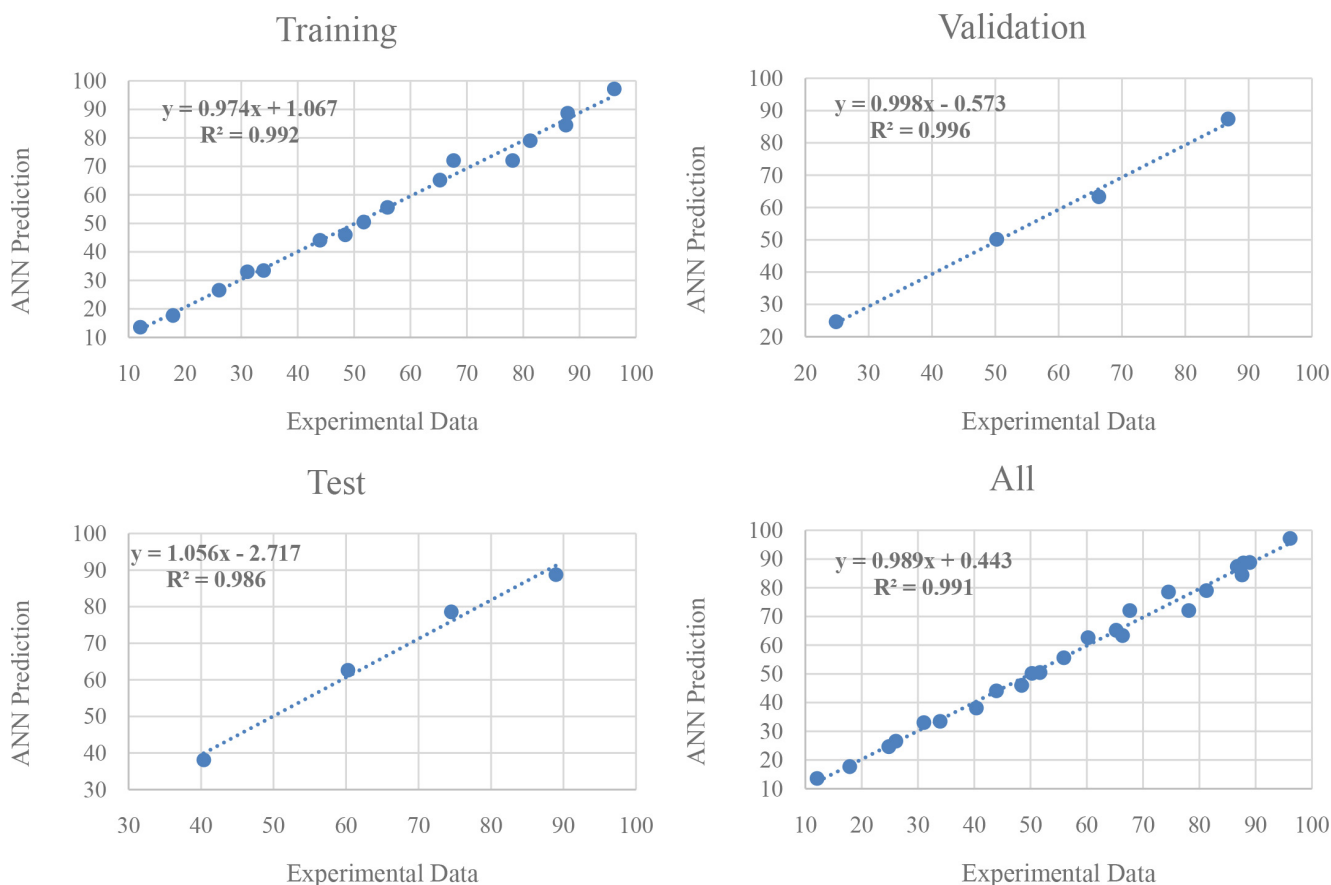 Training
100
90
80
70
60
50
40
30
20
10
y = 0.974x + 1.067
R² = 0.992
ANN Prediction
10 20 30 40 50 60 70 80 90 100
Experimental Data
Validation
100
90
80
70
60
50
40
30
20
y = 0.998x - 0.573
R² = 0.996
ANN Prediction
20 30 40 50 60 70 80 90 100
Experimental Data
Test
100
90
80
70
60
50
40
30
y = 1.056x - 2.717
R² = 0.986
ANN Prediction
30 40 50 60 70 80 90 100
Experimental Data
All
100
90
80
70
60
50
40
30
20
10
y = 0.989x + 0.443
R² = 0.991
ANN Prediction
10 20 30 40 50 60 70 80 90 100
Experimental Data